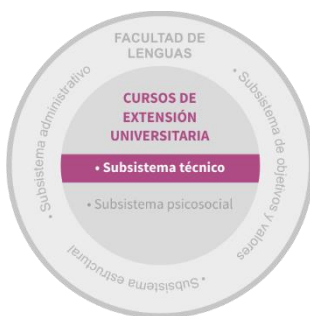 FACULTAD DE
LENGUAS
• Subsistema administrativo
• Subsistema de objetivos y valores
CURSOS DE
EXTENSIÓN
UNIVERSITARIA
• Subsistema técnico
• Subsistema psicosocial
• Subsistema estructural